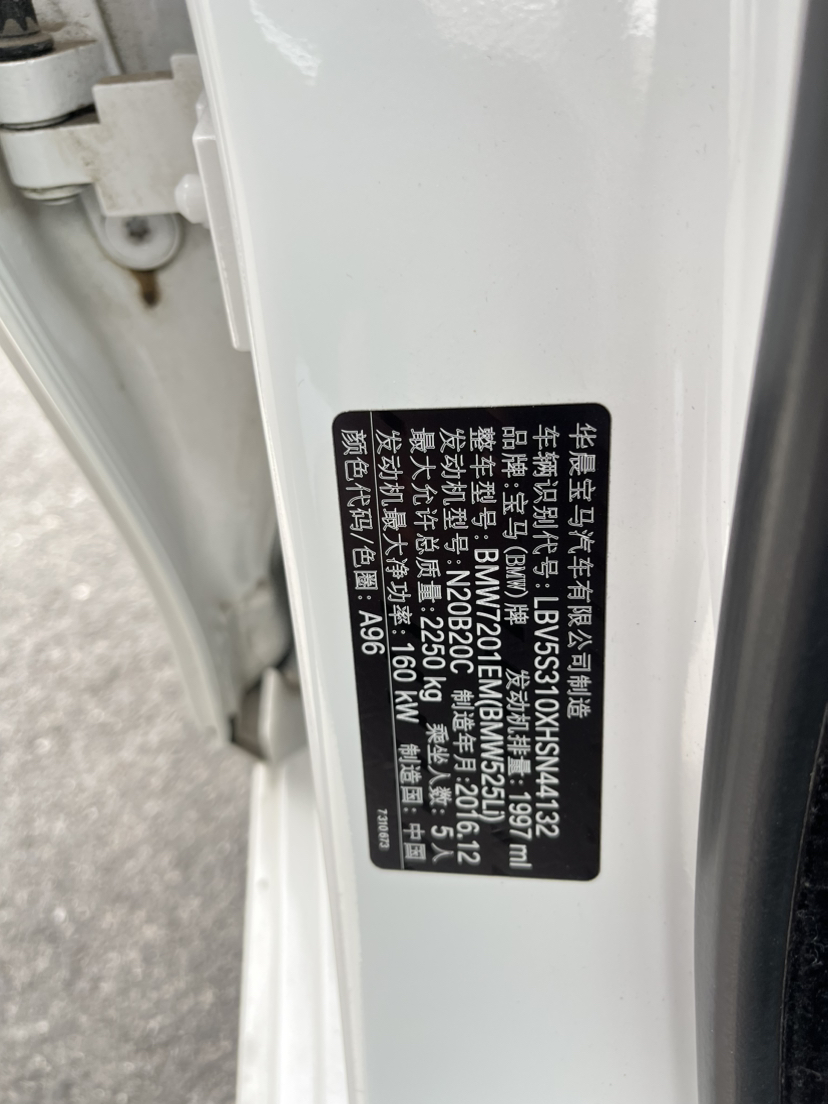 华晨宝马汽车有限公司制造
车辆识别代号: LBV5S310XHSN44132
品牌:宝马(BMW)牌 发动机排量: 1997 ml
整车型号: BMW7201EM(BMW525Li)
发动机型号: N20B20C 制造年月:2016.12
最大允许总质量: 2250 kg 乘坐人数: 5人
发动机最大净功率: 160 kW 制造国: 中国
颜色代码/色圈: A96
7 310 673